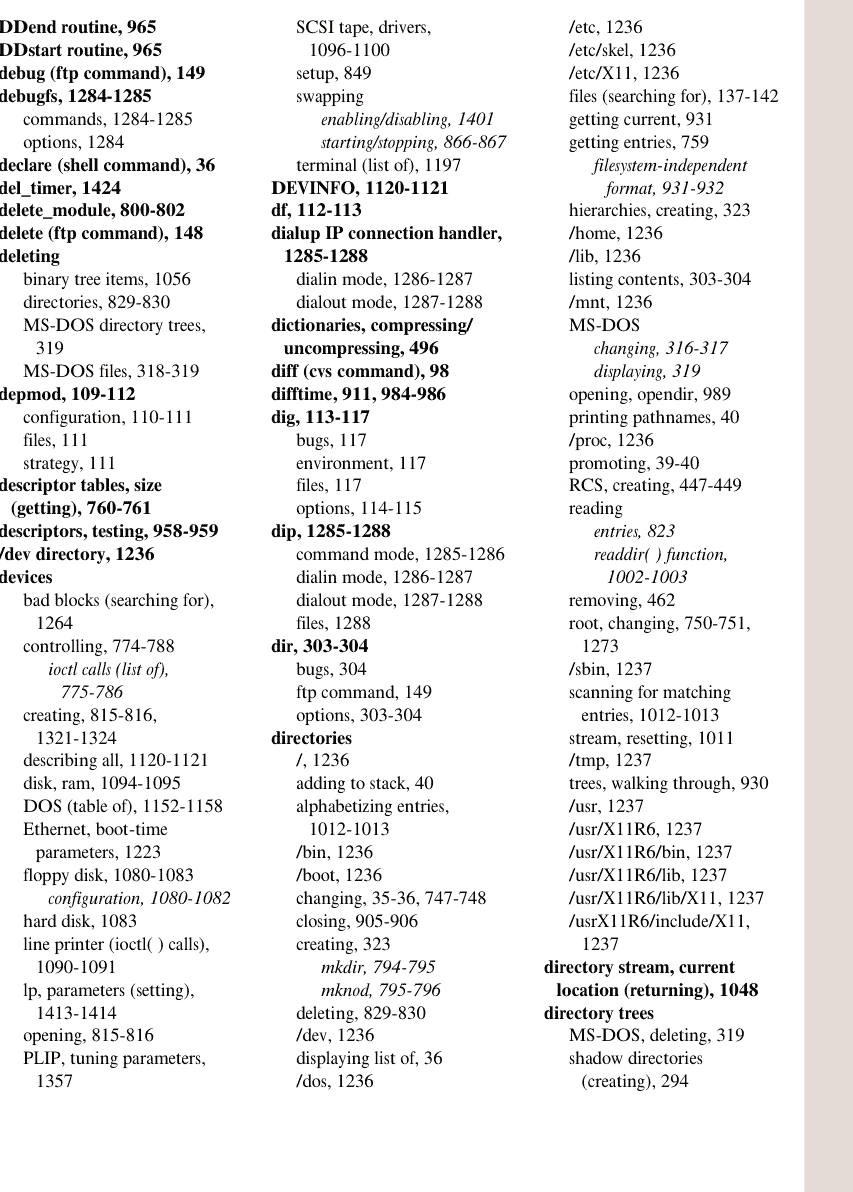 DDend routine, 965
DDstart routine, 965
debug (ftp command), 149
debugfs, 1284-1285
commands, 1284-1285
options, 1284
declare (shell command), 36
del_timer, 1424
delete_module, 800-802
delete (ftp command), 148
deleting
binary tree items, 1056
directories, 829-830
MS-DOS directory trees,
319
MS-DOS files, 318-319
depmod, 109-112
configuration, 110-111
files, 111
strategy, 111
descriptor tables, size
(getting), 760-761
descriptors, testing, 958-959
/dev directory, 1236
devices
bad blocks (searching for),
1264
controlling, 774-788
ioctl calls (list of),
775-786
creating, 815-816,
1321-1324
describing all, 1120-1121
disk, ram, 1094-1095
DOS (table of), 1152-1158
Ethernet, boot-time
parameters, 1223
floppy disk, 1080-1083
configuration, 1080-1082
hard disk, 1083
line printer (ioctl( ) calls),
1090-1091
lp, parameters (setting),
1413-1414
opening, 815-816
PLIP, tuning parameters,
1357
SCSI tape, drivers,
1096-1100
setup, 849
swapping
enabling/disabling, 1401
starting/stopping, 866-867
terminal (list of), 1197
DEVINFO, 1120-1121
df, 112-113
dialup IP connection handler,
1285-1288
dialin mode, 1286-1287
dialout mode, 1287-1288
dictionaries, compressing/
uncompressing, 496
diff (cvs command), 98
difftime, 911, 984-986
dig, 113-117
bugs, 117
environment, 117
files, 117
options, 114-115
dip, 1285-1288
command mode, 1285-1286
dialin mode, 1286-1287
dialout mode, 1287-1288
files, 1288
dir, 303-304
bugs, 304
ftp command, 149
options, 303-304
directories
/, 1236
adding to stack, 40
alphabetizing entries,
1012-1013
/bin, 1236
/boot, 1236
changing, 35-36, 747-748
closing, 905-906
creating, 323
mkdir, 794-795
mknod, 795-796
deleting, 829-830
/dev, 1236
displaying list of, 36
/dos, 1236
/etc, 1236
/etc/skel, 1236
/etc/X11, 1236
files (searching for), 137-142
getting current, 931
getting entries, 759
filesystem-independent
format, 931-932
hierarchies, creating, 323
/home, 1236
/lib, 1236
listing contents, 303-304
/mnt, 1236
MS-DOS
changing, 316-317
displaying, 319
opening, opendir, 989
printing pathnames, 40
/proc, 1236
promoting, 39-40
RCS, creating, 447-449
reading
entries, 823
readdir( ) function,
1002-1003
removing, 462
root, changing, 750-751,
1273
/sbin, 1237
scanning for matching
entries, 1012-1013
stream, resetting, 1011
/tmp, 1237
trees, walking through, 930
/usr, 1237
/usr/X11R6, 1237
/usr/X11R6/bin, 1237
/usr/X11R6/lib, 1237
/usr/X11R6/lib/X11, 1237
/usrX11R6/include/X11,
1237
directory stream, current
location (returning), 1048
directory trees
MS-DOS, deleting, 319
shadow directories
(creating), 294